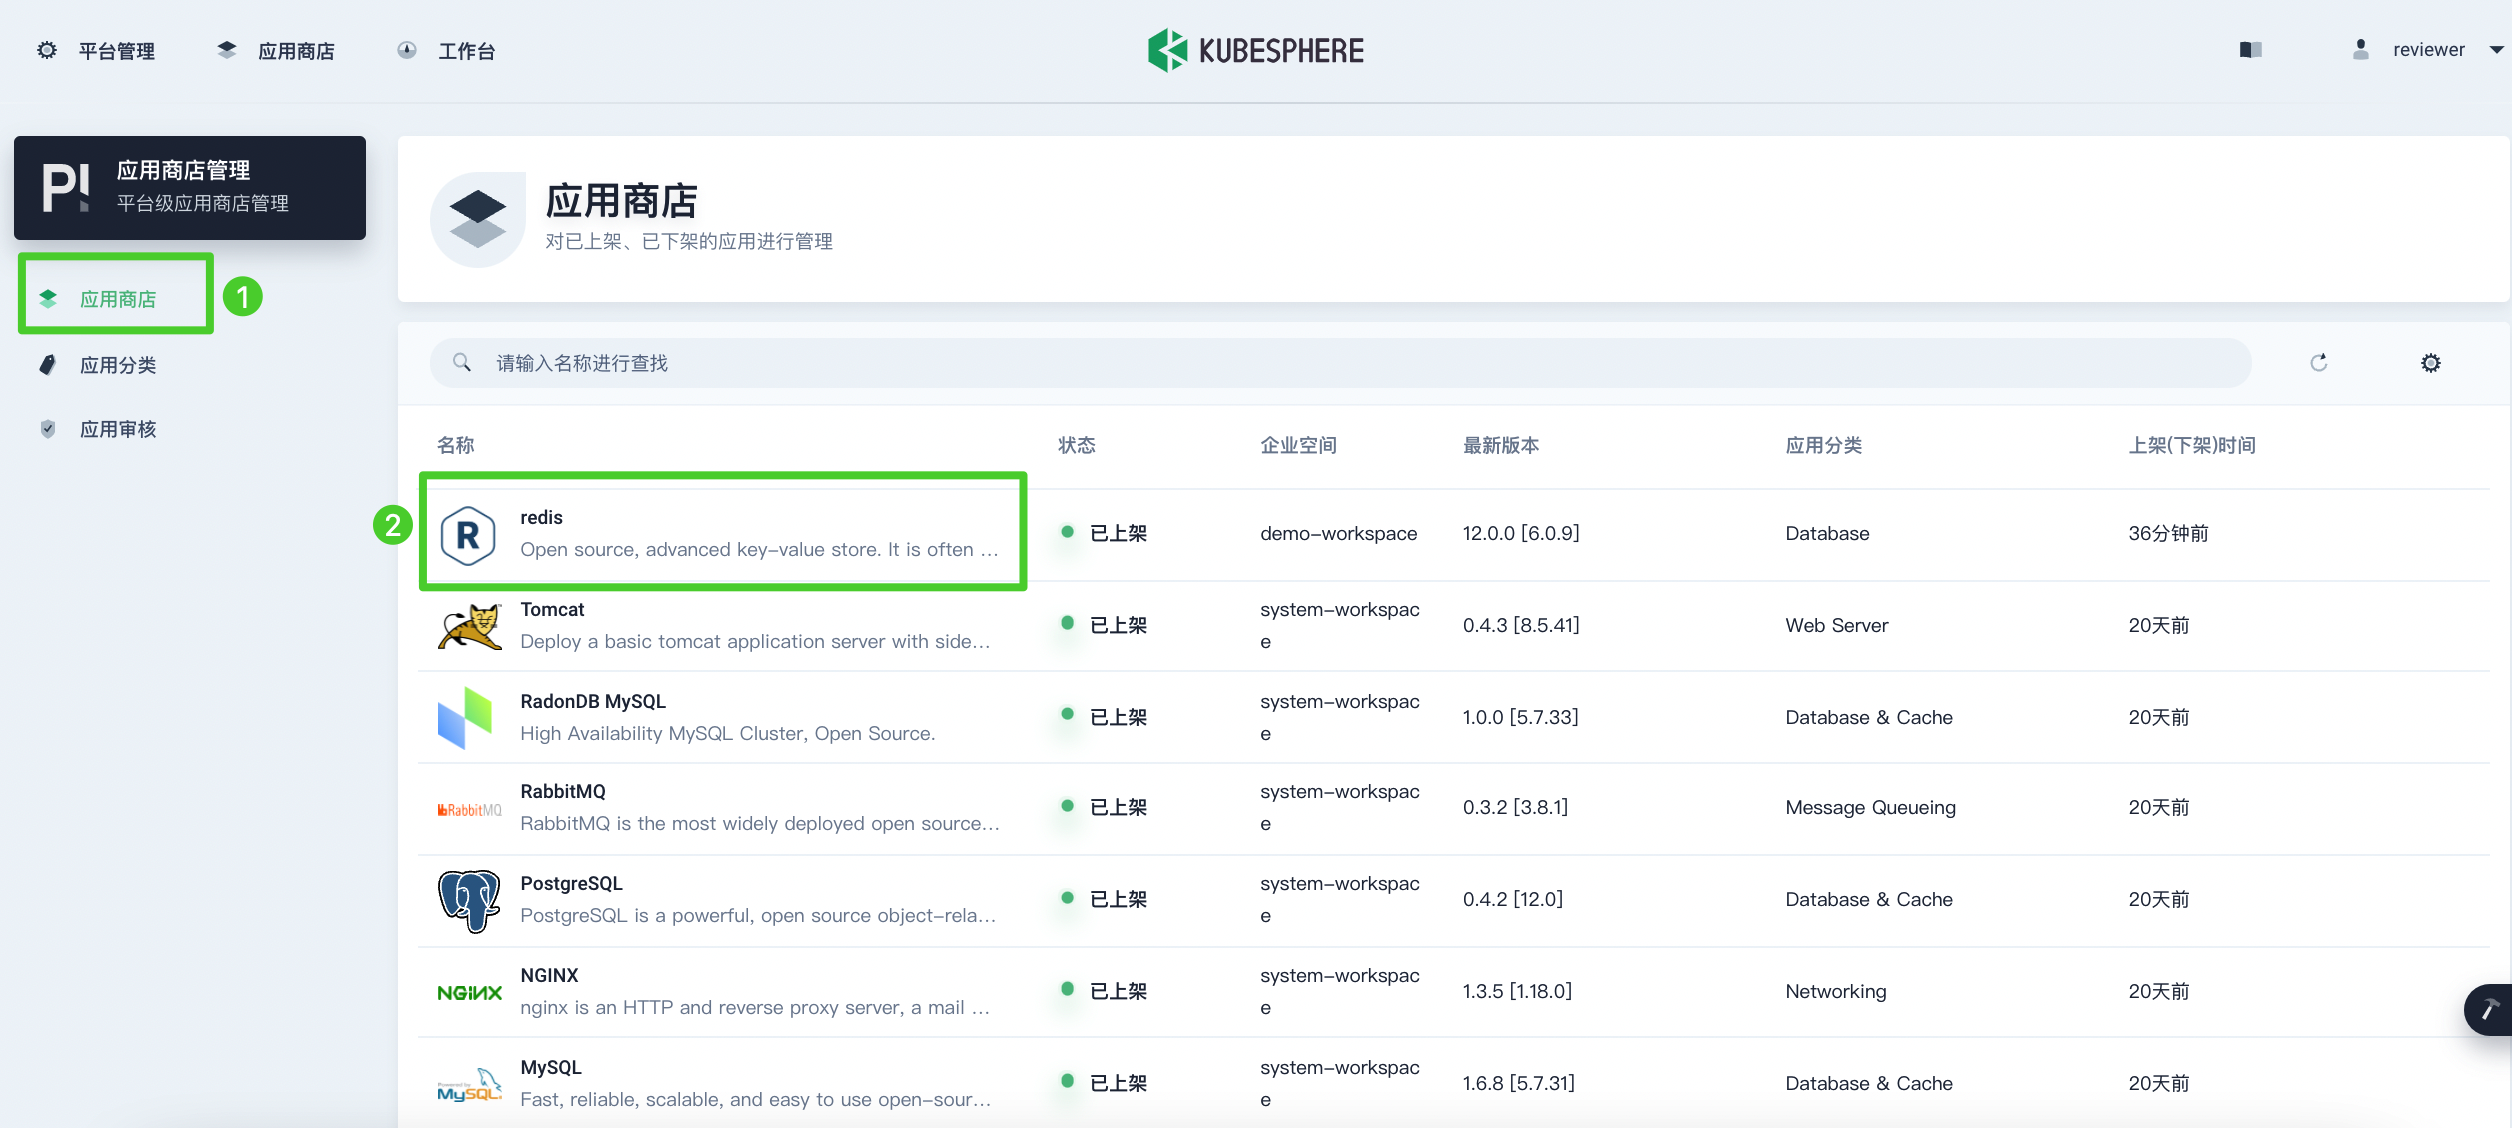 平台管理
应用商店
工作台
KUBESPHERE
reviewer
应用商店管理
平台级应用商店管理
应用商店
1
应用分类
应用审核
应用商店
对已上架、已下架的应用进行管理
请输入名称进行查找
名称 状态 企业空间 最新版本 应用分类 上架(下架)时间
2
R
redis
Open source, advanced key-value store. It is often ...
已上架 demo-workspace 12.0.0 [6.0.9] Database 36分钟前
Tomcat
Deploy a basic tomcat application server with side...
已上架 system-workspac
e
0.4.3 [8.5.41] Web Server 20天前
RadonDB MySQL
High Availability MySQL Cluster, Open Source.
已上架 system-workspac
e
1.0.0 [5.7.33] Database & Cache 20天前
RabbitMQ
RabbitMQ
RabbitMQ is the most widely deployed open source...
已上架 system-workspac
e
0.3.2 [3.8.1] Message Queueing 20天前
PostgreSQL
PostgreSQL is a powerful, open source object-rela...
已上架 system-workspac
e
0.4.2 [12.0] Database & Cache 20天前
NGINX
NGINX
nginx is an HTTP and reverse proxy server, a mail ...
已上架 system-workspac
e
1.3.5 [1.18.0] Networking 20天前
Powered by
MySQL
MySQL
Fast, reliable, scalable, and easy to use open-sour...
已上架 system-workspac
e
1.6.8 [5.7.31] Database & Cache 20天前